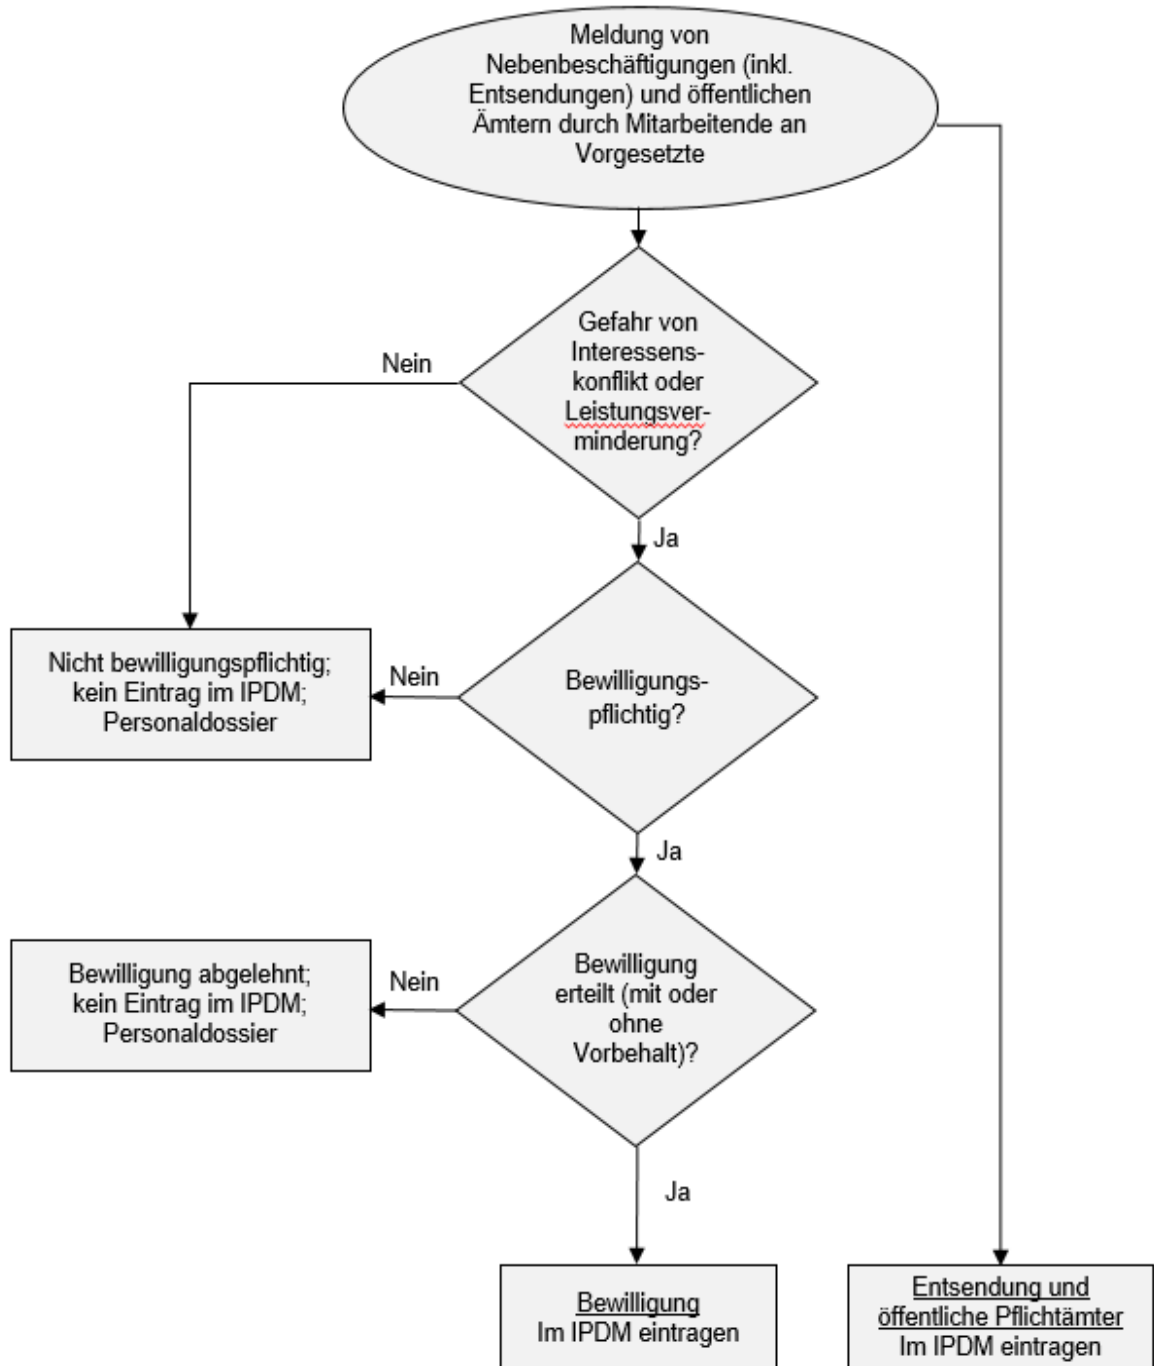 Meldung von
Nebenbeschäftigungen (inkl.
Entsendungen) und öffentlichen
Ämtern durch Mitarbeitende an
Vorgesetzte
Gefahr von
Interessens-
konflikt oder
Leistungsver-
minderung?
Nein
Ja
Nicht bewilligungspflichtig;
kein Eintrag im IPDM;
Personaldossier
Nein
Bewilligungs-
pflichtig?
Ja
Bewilligung abgelehnt;
kein Eintrag im IPDM;
Personaldossier
Nein
Bewilligung
erteilt (mit oder
ohne
Vorbehalt)?
Ja
Bewilligung
Im IPDM eintragen
Entsendung und
öffentliche Pflichtämter
Im IPDM eintragen